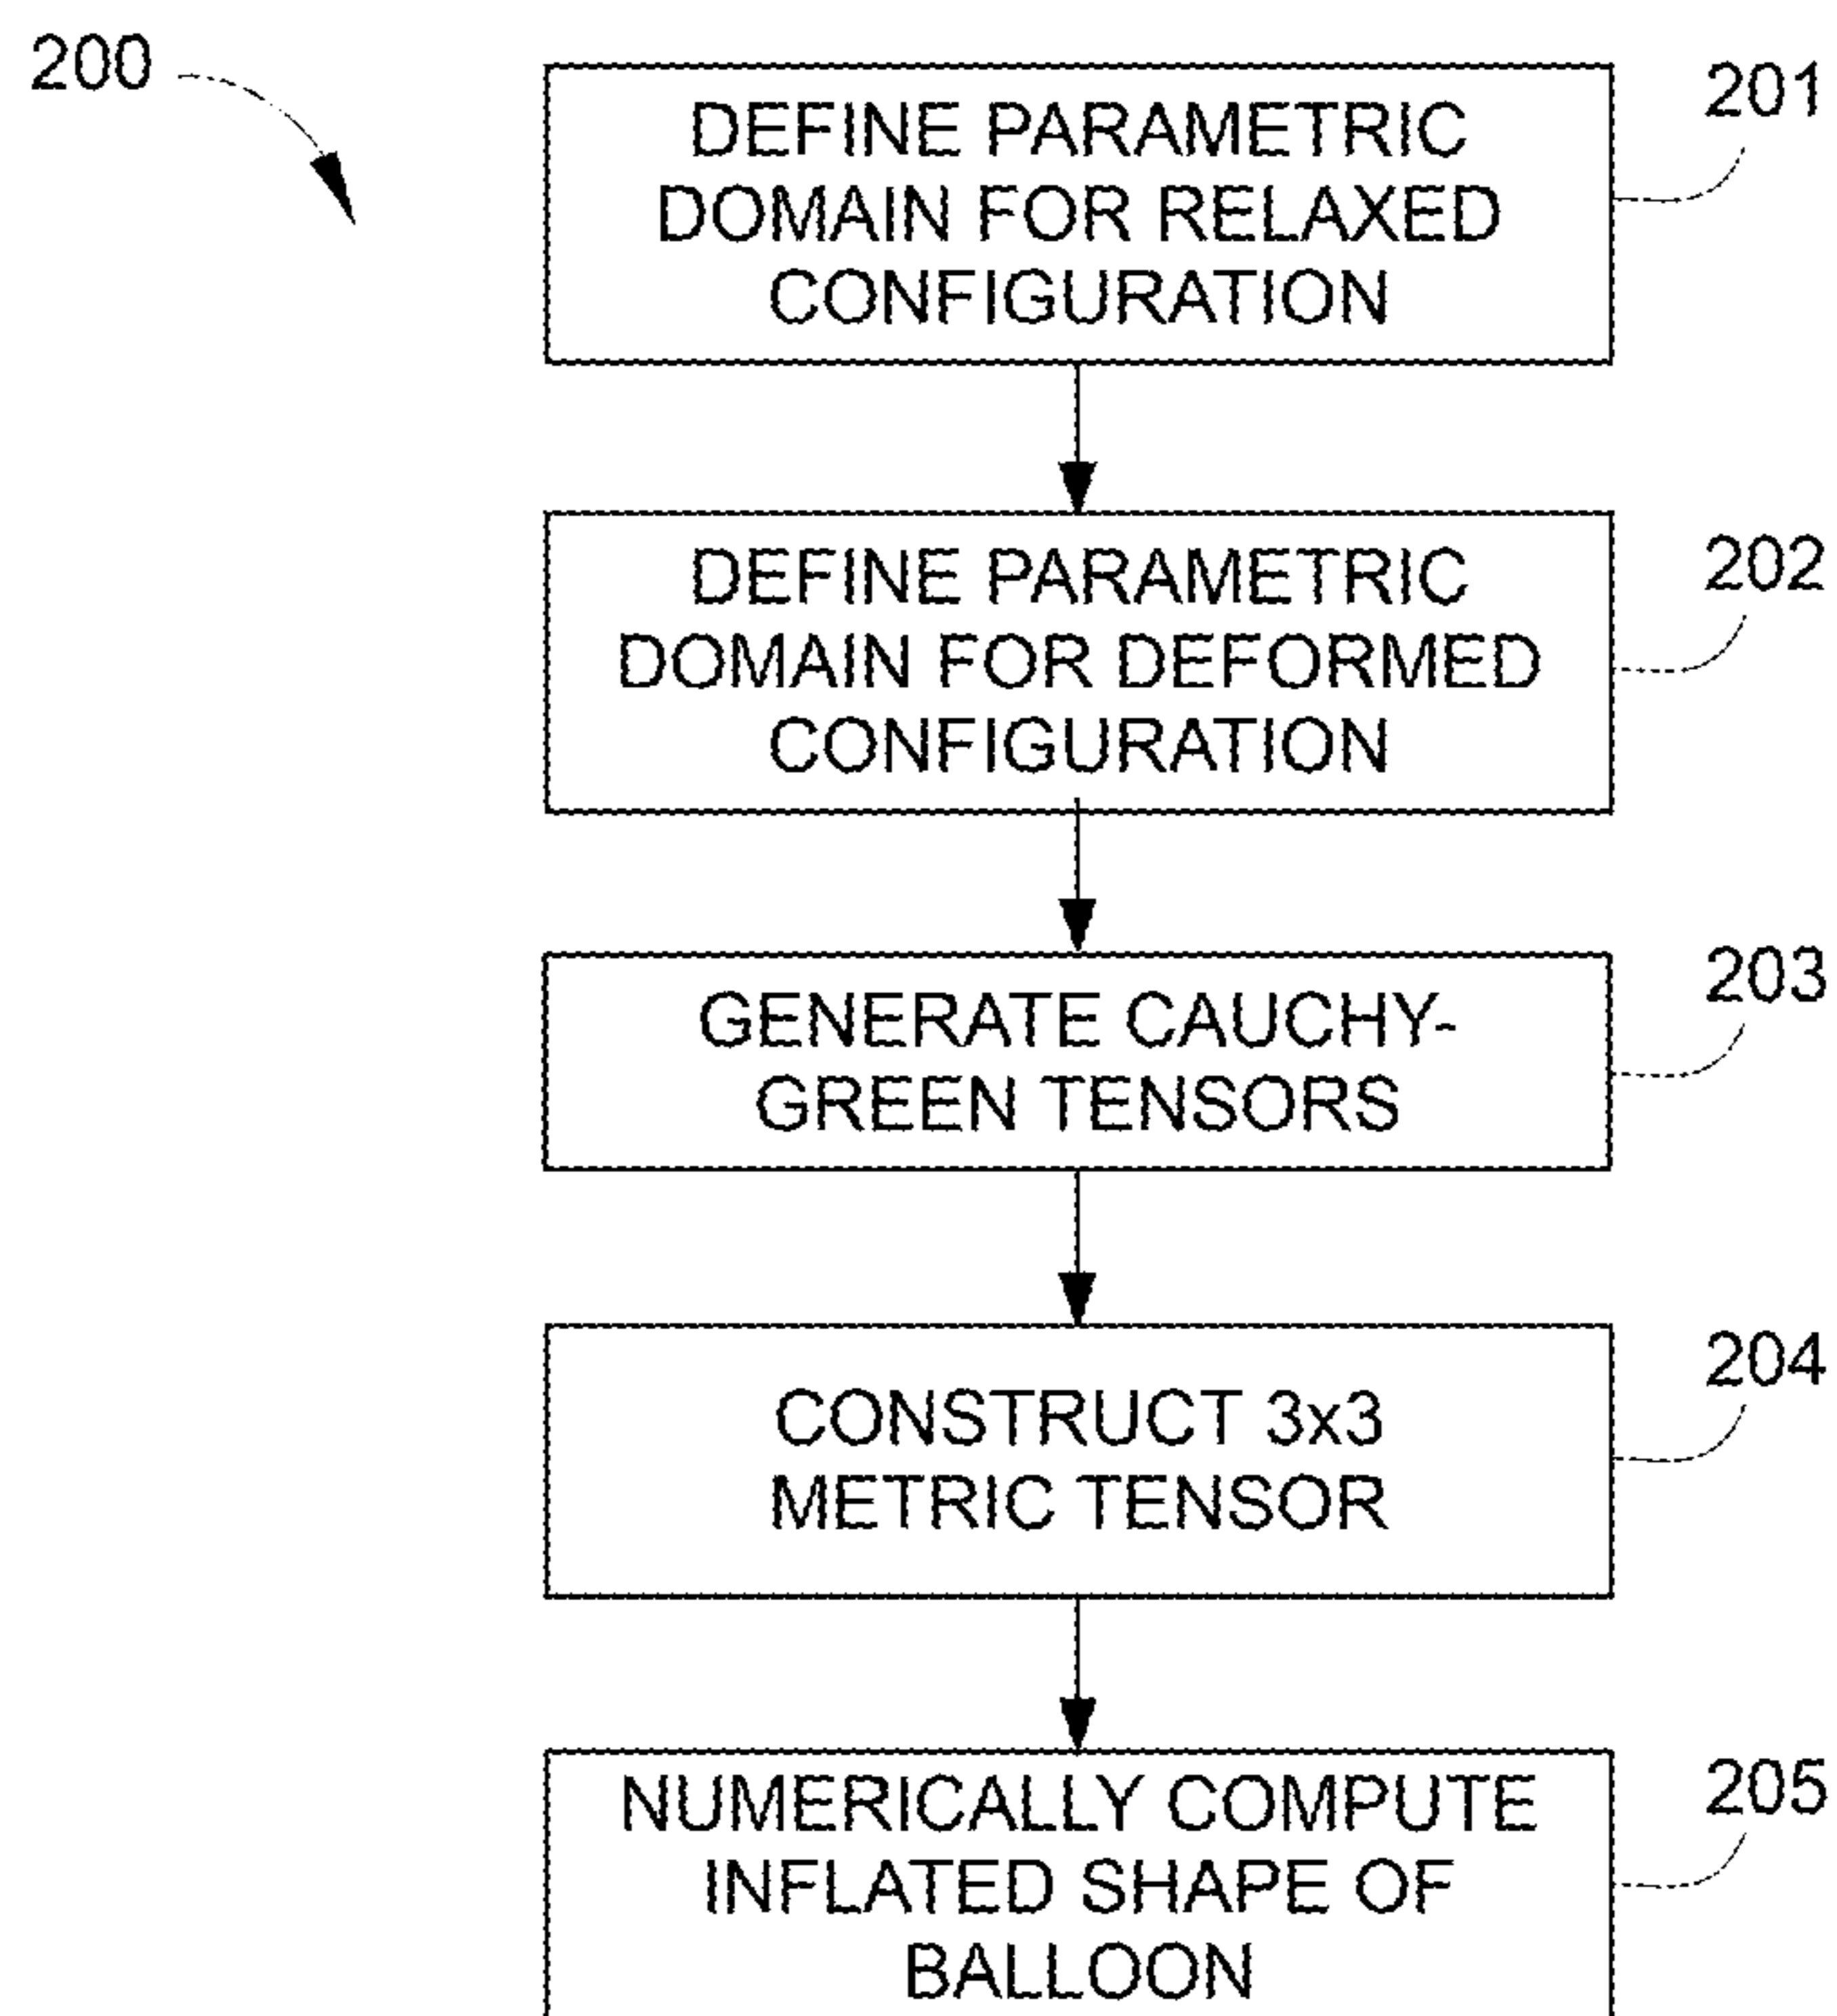 200
201
DEFINE PARAMETRIC
DOMAIN FOR RELAXED
CONFIGURATION
202
DEFINE PARAMETRIC
DOMAIN FOR DEFORMED
CONFIGURATION
203
GENERATE CAUCHY-
GREEN TENSORS
204
CONSTRUCT 3x3
METRIC TENSOR
205
NUMERICALLY COMPUTE
INFLATED SHAPE OF
BALLOON